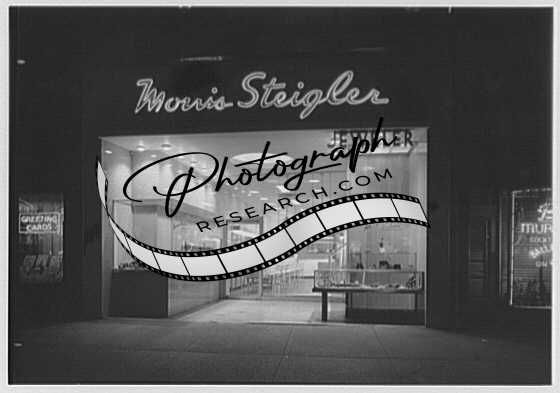 Morris Steigler
JEWELER
Photograph
RESEARCH.COM
GREETING
CARDS